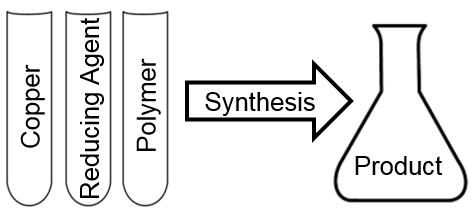 Copper
Reducing Agent
Polymer
Synthesis
Product